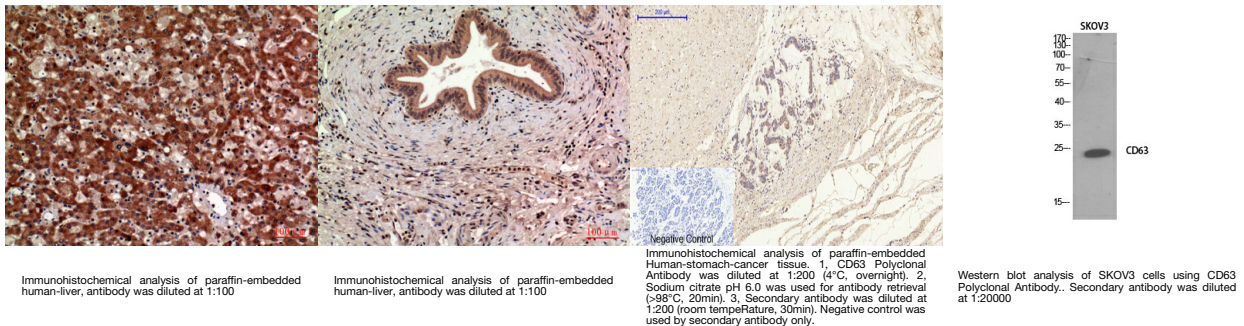 100 μm
100 μm
200 μm
Negative Control
SKOV3
170-
130-
100-
70-
55-
40-
35-
25-
15-
CD63
Immunohistochemical analysis of paraffin-embedded
human-liver, antibody was diluted at 1:100
Immunohistochemical analysis of paraffin-embedded
human-liver, antibody was diluted at 1:100
Immunohistochemical analysis of paraffin-embedded
Human-stomach-cancer tissue. 1, CD63 Polyclonal
Antibody was diluted at 1:200 (4°C, overnight). 2,
Sodium citrate pH 6.0 was used for antibody retrieval
(>98°C, 20min). 3, Secondary antibody was diluted at
1:200 (room tempeRature, 30min). Negative control was
used by secondary antibody only.
Western blot analysis of SKOV3 cells using CD63
Polyclonal Antibody.. Secondary antibody was diluted
at 1:20000